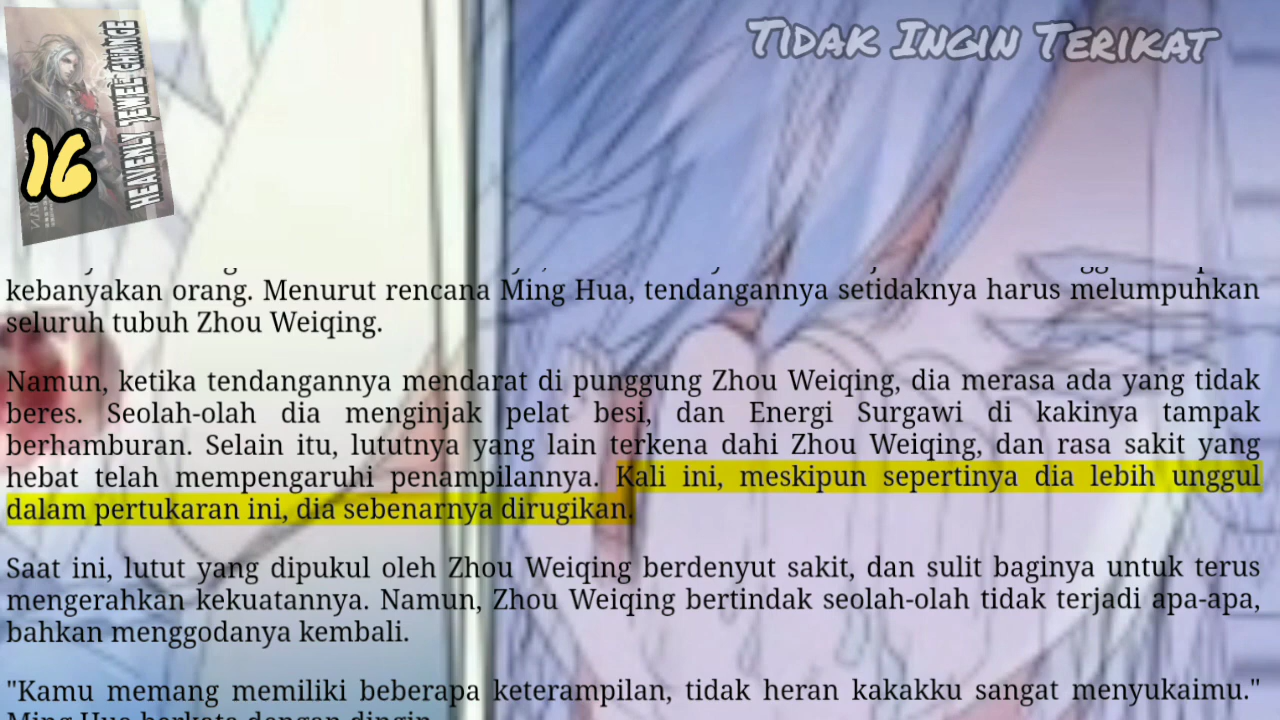 Tidak Ingin Terikat
HEAVENLY JEWEL CHANGE
16
kebanyakan orang. Menurut rencana Ming Hua, tendangannya setidaknya harus melumpuhkan
seluruh tubuh Zhou Weiqing.
Namun, ketika tendangannya mendarat di punggung Zhou Weiqing, dia merasa ada yang tidak
beres. Seolah-olah dia menginjak pelat besi, dan Energi Surgawi di kakinya tampak
berhamburan. Selain itu, lututnya yang lain terkena dahi Zhou Weiqing, dan rasa sakit yang
hebat telah mempengaruhi penampilannya. Kali ini, meskipun sepertinya dia lebih unggul
dalam pertukaran ini, dia sebenarnya dirugikan.
Saat ini, lutut yang dipukul oleh Zhou Weiqing berdenyut sakit, dan sulit baginya untuk terus
mengerahkan kekuatannya. Namun, Zhou Weiqing bertindak seolah-olah tidak terjadi apa-apa,
bahkan menggodanya kembali.
"Kamu memang memiliki beberapa keterampilan, tidak heran kakakku sangat menyukaimu."
Ming Hua berkata dengan dingin.